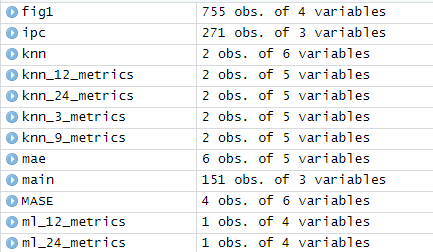 fig1 755 obs. of 4 variables
ipc 271 obs. of 3 variables
knn 2 obs. of 6 variables
knn_12_metrics 2 obs. of 5 variables
knn_24_metrics 2 obs. of 5 variables
knn_3_metrics 2 obs. of 5 variables
knn_9_metrics 2 obs. of 5 variables
mae 6 obs. of 5 variables
main 151 obs. of 3 variables
MASE 4 obs. of 6 variables
ml_12_metrics 1 obs. of 4 variables
ml_24_metrics 1 obs. of 4 variables